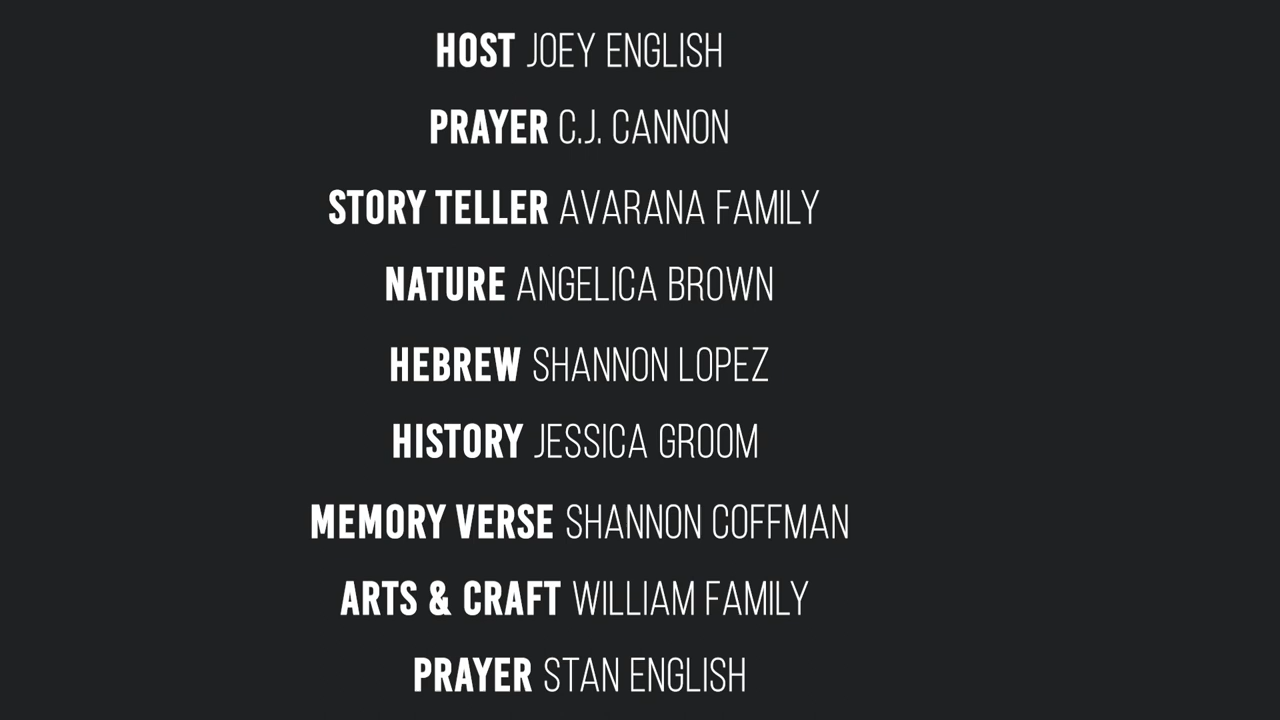 HOST JOEY ENGLISH
PRAYER C.J. CANNON
STORY TELLER AVARANA FAMILY
NATURE ANGELICA BROWN
HEBREW SHANNON LOPEZ
HISTORY JESSICA GROOM
MEMORY VERSE SHANNON COFFMAN
ARTS & CRAFT WILLIAM FAMILY
PRAYER STAN ENGLISH